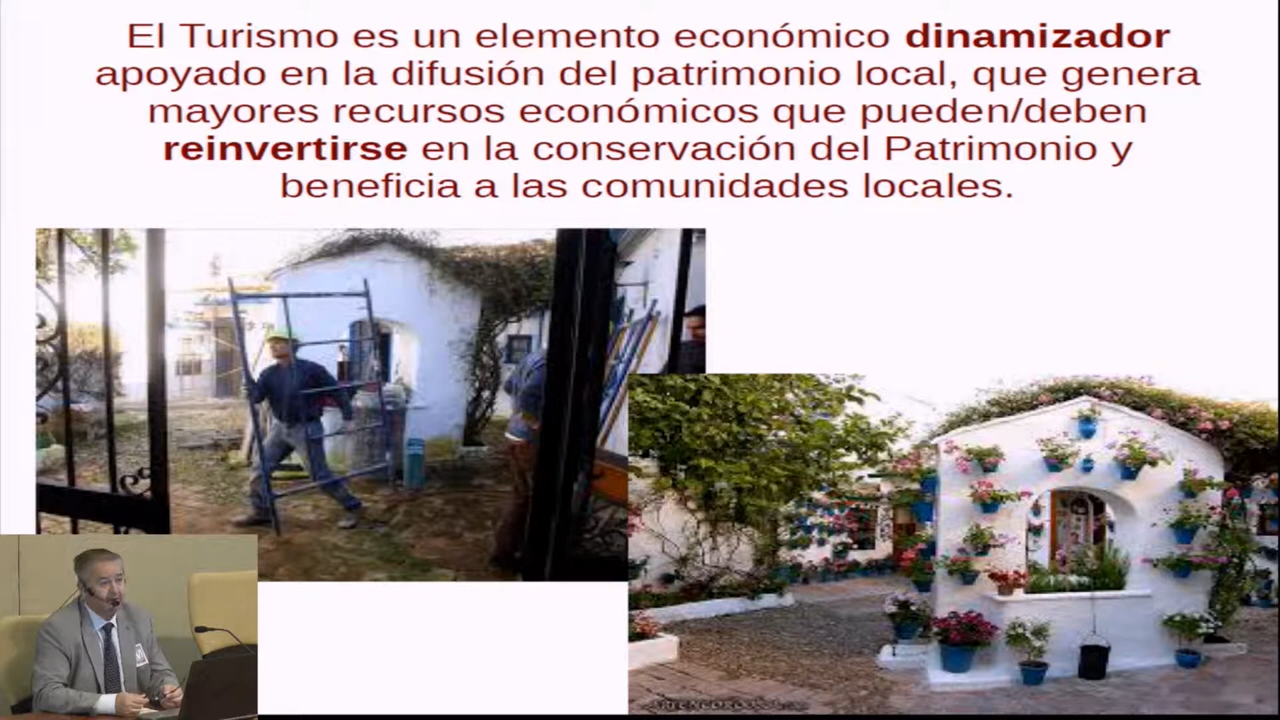 El Turismo es un elemento económico dinamizador
apoyado en la difusión del patrimonio local, que genera
mayores recursos económicos que pueden/deben
reinvertirse en la conservación del Patrimonio y
beneficia a las comunidades locales.